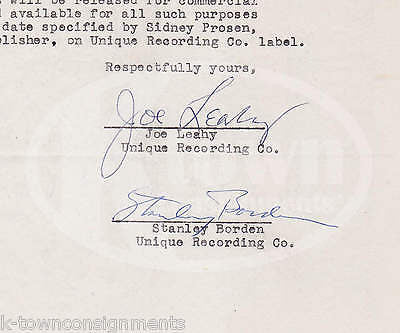 will be released for commercial
available for all such purposes
date specified by Sidney Prosen,
blisher, on Unique Recording Co. label.
Respectfully yours,
Joe Leahy
Joe Leahy
Unique Recording Co.
Stanley Borden
Stanley Borden
Unique Recording Co.
k-townconsignments.com